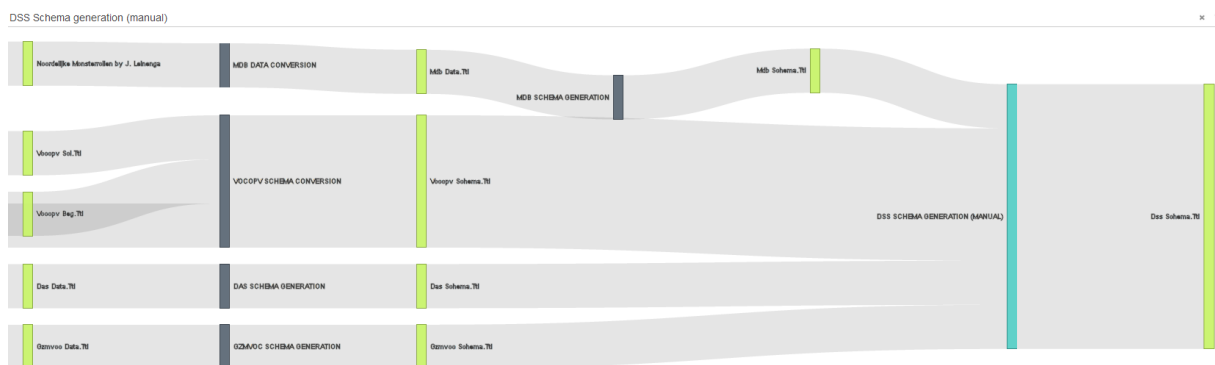 DSS Schema generation (manual)
Noordelijke Monsterrollen by J. Leinenga
MDB DATA CONVERSION
Mdb Data.Ttl
MDB SCHEMA GENERATION
Mdb Schema.Ttl
Vocopv Sol.Ttl
Vocopv Beg.Ttl
VOCOPV SCHEMA CONVERSION
Vocopv Schema.Ttl
DSS SCHEMA GENERATION (MANUAL)
Dss Schema.Ttl
Das Data.Ttl
DAS SCHEMA GENERATION
Das Schema.Ttl
Gzmvoc Data.Ttl
GZMVOC SCHEMA GENERATION
Gzmvoc Schema.Ttl